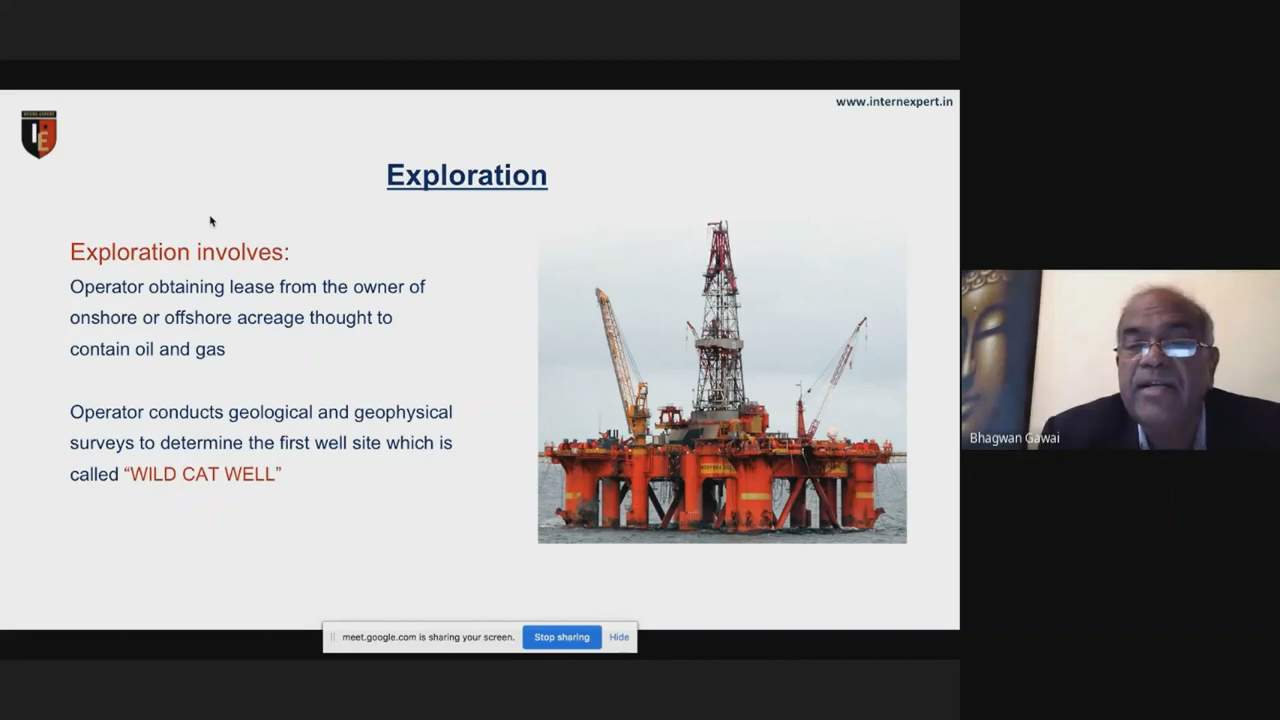 www.internexpert.in
IE
Exploration
Exploration involves:
Operator obtaining lease from the owner of
onshore or offshore acreage thought to
contain oil and gas
Operator conducts geological and geophysical
surveys to determine the first well site which is
called “WILD CAT WELL”
Bhagwan Gawai
meet.google.com is sharing your screen. Stop sharing Hide